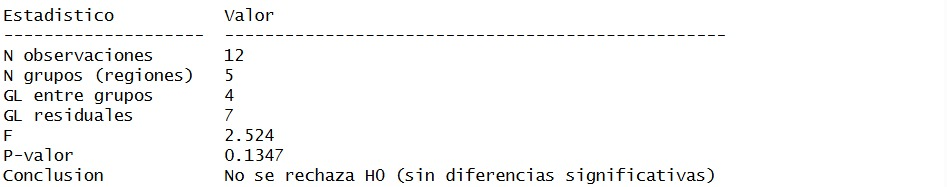 Estadistico          Valor
-------------------- --------------------------------------------------
N observaciones      12
N grupos (regiones)  5
GL entre grupos      4
GL residuales        7
F                    2.524
P-valor              0.1347
Conclusion           No se rechaza H0 (sin diferencias significativas)